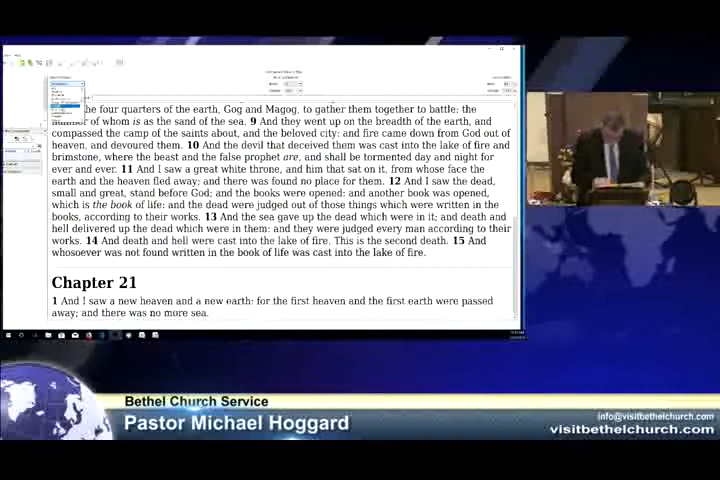 the four quarters of the earth, Gog and Magog, to gather them together to battle: the
of whom is as the sand of the sea. 9 And they went up on the breadth of the earth, and
compassed the camp of the saints about, and the beloved city: and fire came down from God out of
heaven, and devoured them. 10 And the devil that deceived them was cast into the lake of fire and
brimstone, where the beast and the false prophet are, and shall be tormented day and night for
ever and ever. 11 And I saw a great white throne, and him that sat on it, from whose face the
earth and the heaven fled away; and there was found no place for them. 12 And I saw the dead,
small and great, stand before God; and the books were opened: and another book was opened,
which is the book of life: and the dead were judged out of those things which were written in the
books, according to their works. 13 And the sea gave up the dead which were in it; and death and
hell delivered up the dead which were in them: and they were judged every man according to their
works. 14 And death and hell were cast into the lake of fire. This is the second death. 15 And
whosoever was not found written in the book of life was cast into the lake of fire.
Chapter 21
1 And I saw a new heaven and a new earth: for the first heaven and the first earth were passed
away; and there was no more sea.
Bethel Church Service
Pastor Michael Hoggard
info@visitbethelchurch.com
visitbethelchurch.com